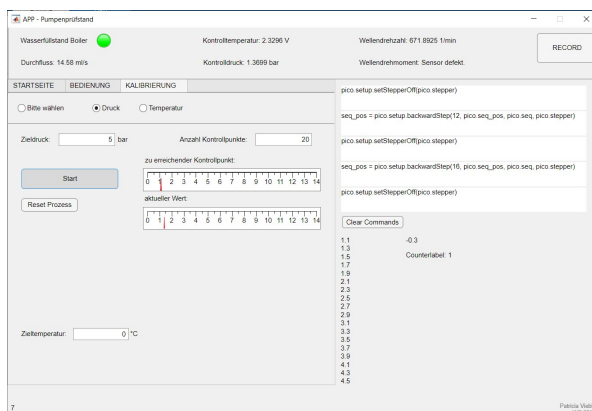 APP - Pumpenprüfstand
Wasserfüllstand Boiler
Kontrolltemperatur: 2.3296 V
Wellendrehzahl: 671.8925 1/min
RECORD
Durchfluss: 14.58 ml/s
Kontrolldruck: 1.3699 bar
Wellendrehmoment: Sensor defekt.
STARTSEITE BEDIENUNG KALIBRIERUNG
Bitte wählen Druck Temperatur
Zieldruck: 5 bar Anzahl Kontrollpunkte: 20
zu erreichender Kontrollpunkt:
Start
0 1 2 3 4 5 6 7 8 9 10 11 12 13 14
Reset Prozess
aktueller Wert:
0 1 2 3 4 5 6 7 8 9 10 11 12 13 14
Zieltemperatur: 0 °C
pico.setup.setStepperOff(pico.stepper)
seq_pos = pico.setup.backwardStep(12, pico.seq_pos, pico.seq, pico.stepper)
pico.setup.setStepperOff(pico.stepper)
seq_pos = pico.setup.backwardStep(16, pico.seq_pos, pico.seq, pico.stepper)
pico.setup.setStepperOff(pico.stepper)
Clear Commands
1.1
1.3
1.5
1.7
1.9
2.1
2.3
2.5
2.7
2.9
3.1
3.3
3.5
3.7
3.9
4.1
4.3
4.5
-0.3
Counterlabel: 1
7
Patricia